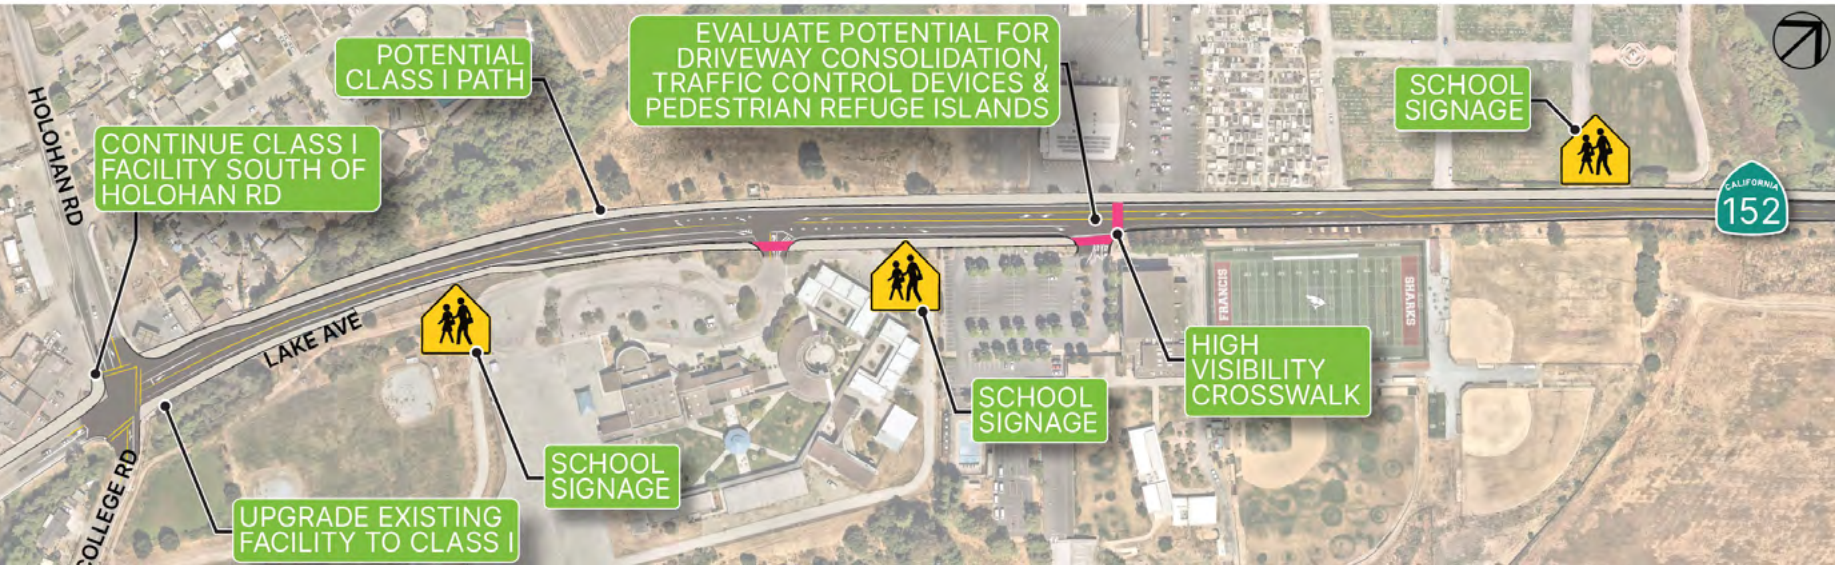 POTENTIAL
CLASS I PATH
EVALUATE POTENTIAL FOR
DRIVEWAY CONSOLIDATION,
TRAFFIC CONTROL DEVICES &
PEDESTRIAN REFUGE ISLANDS
SCHOOL
SIGNAGE
HOLOHAN RD
CONTINUE CLASS I
FACILITY SOUTH OF
HOLOHAN RD
CALIFORNIA
152
LAKE AVE
FRANCIS
SHARKS
HIGH
VISIBILITY
CROSSWALK
SCHOOL
SIGNAGE
SCHOOL
SIGNAGE
COLLEGE RD
UPGRADE EXISTING
FACILITY TO CLASS I